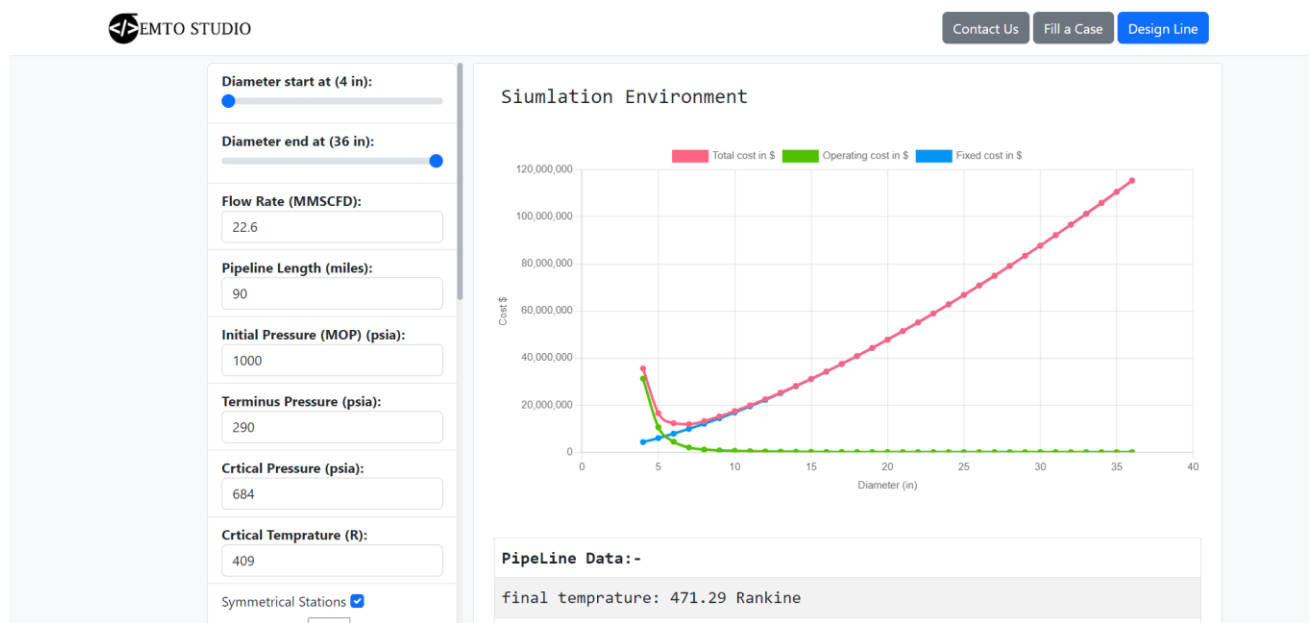 </> EMTO STUDIO
Contact Us
Fill a Case
Design Line
Diameter start at (4 in):
Diameter end at (36 in):
Flow Rate (MMSCFD):
22.6
Pipeline Length (miles):
90
Initial Pressure (MOP) (psia):
1000
Terminus Pressure (psia):
290
Crtical Pressure (psia):
684
Crtical Temprature (R):
409
Symmetrical Stations
Siumlation Environment
Total cost in $
Operating cost in $
Fixed cost in $
120,000,000
100,000,000
80,000,000
60,000,000
40,000,000
20,000,000
0
Cost $
0 5 10 15 20 25 30 35 40
Diameter (in)
PipeLine Data:-
final temprature: 471.29 Rankine